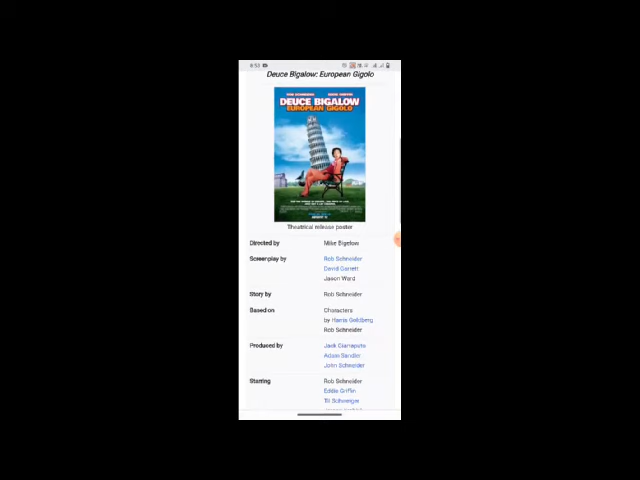 8:53
Deuce Bigalow: European Gigolo
DEUCE BIGALOW
EUROPEAN GIGOLO
Theatrical release poster
Directed by Mike Bigelow
Screenplay by Rob Schneider
David Garrett
Jason Ward
Story by Rob Schneider
Based on Characters
by Harris Goldberg
Rob Schneider
Produced by Jack Giarraputo
Adam Sandler
John Schneider
Starring Rob Schneider
Eddie Griffin
Til Schweiger